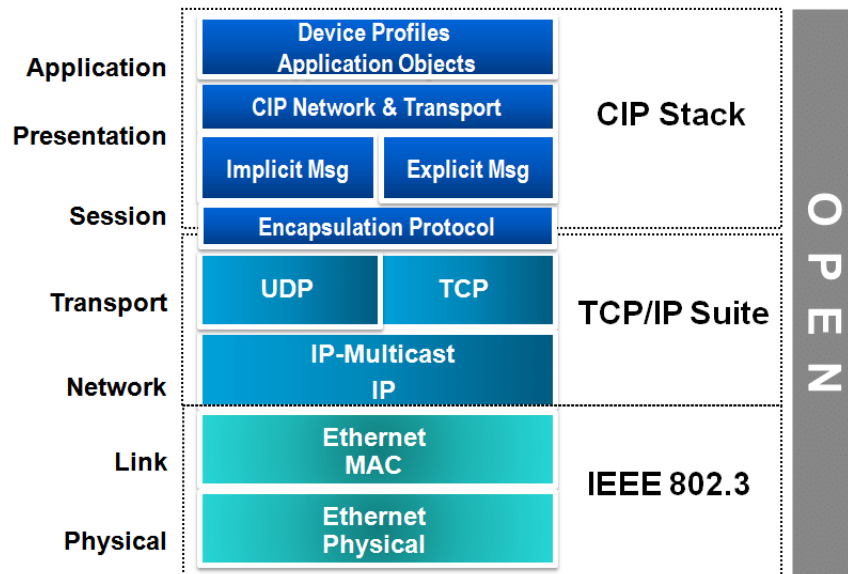 Device Profiles
Application Objects
Application
CIP Network & Transport
CIP Stack
Presentation
Implicit Msg
Explicit Msg
Session
Encapsulation Protocol
UDP
TCP
Transport
TCP/IP Suite
IP-Multicast
IP
Network
Ethernet
MAC
Link
IEEE 802.3
Ethernet
Physical
Physical
OPEN